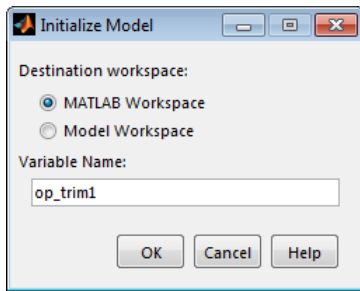 Initialize Model
Destination workspace:
MATLAB Workspace
Model Workspace
Variable Name:
op_trim1
OK Cancel Help